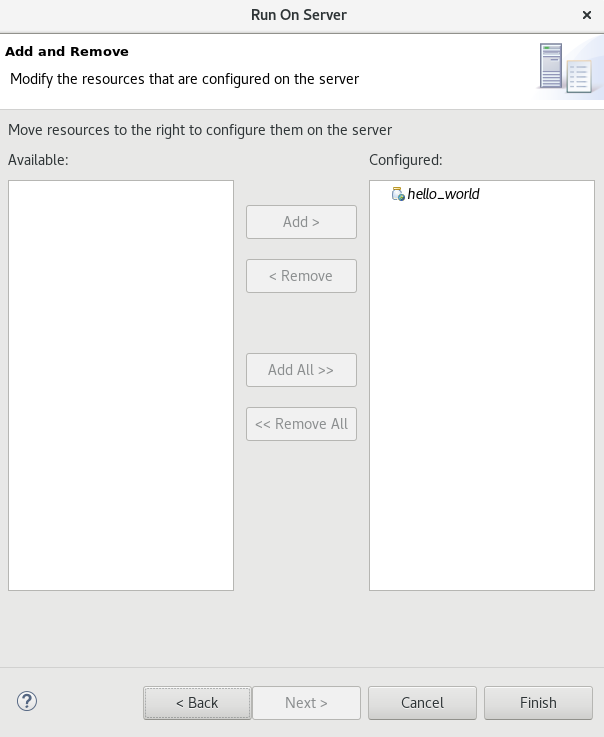 Run On Server
×
Add and Remove
Modify the resources that are configured on the server
Move resources to the right to configure them on the server
Available:
Configured:
hello_world
Add >
< Remove
Add All >>
<< Remove All
?
< Back
Next >
Cancel
Finish